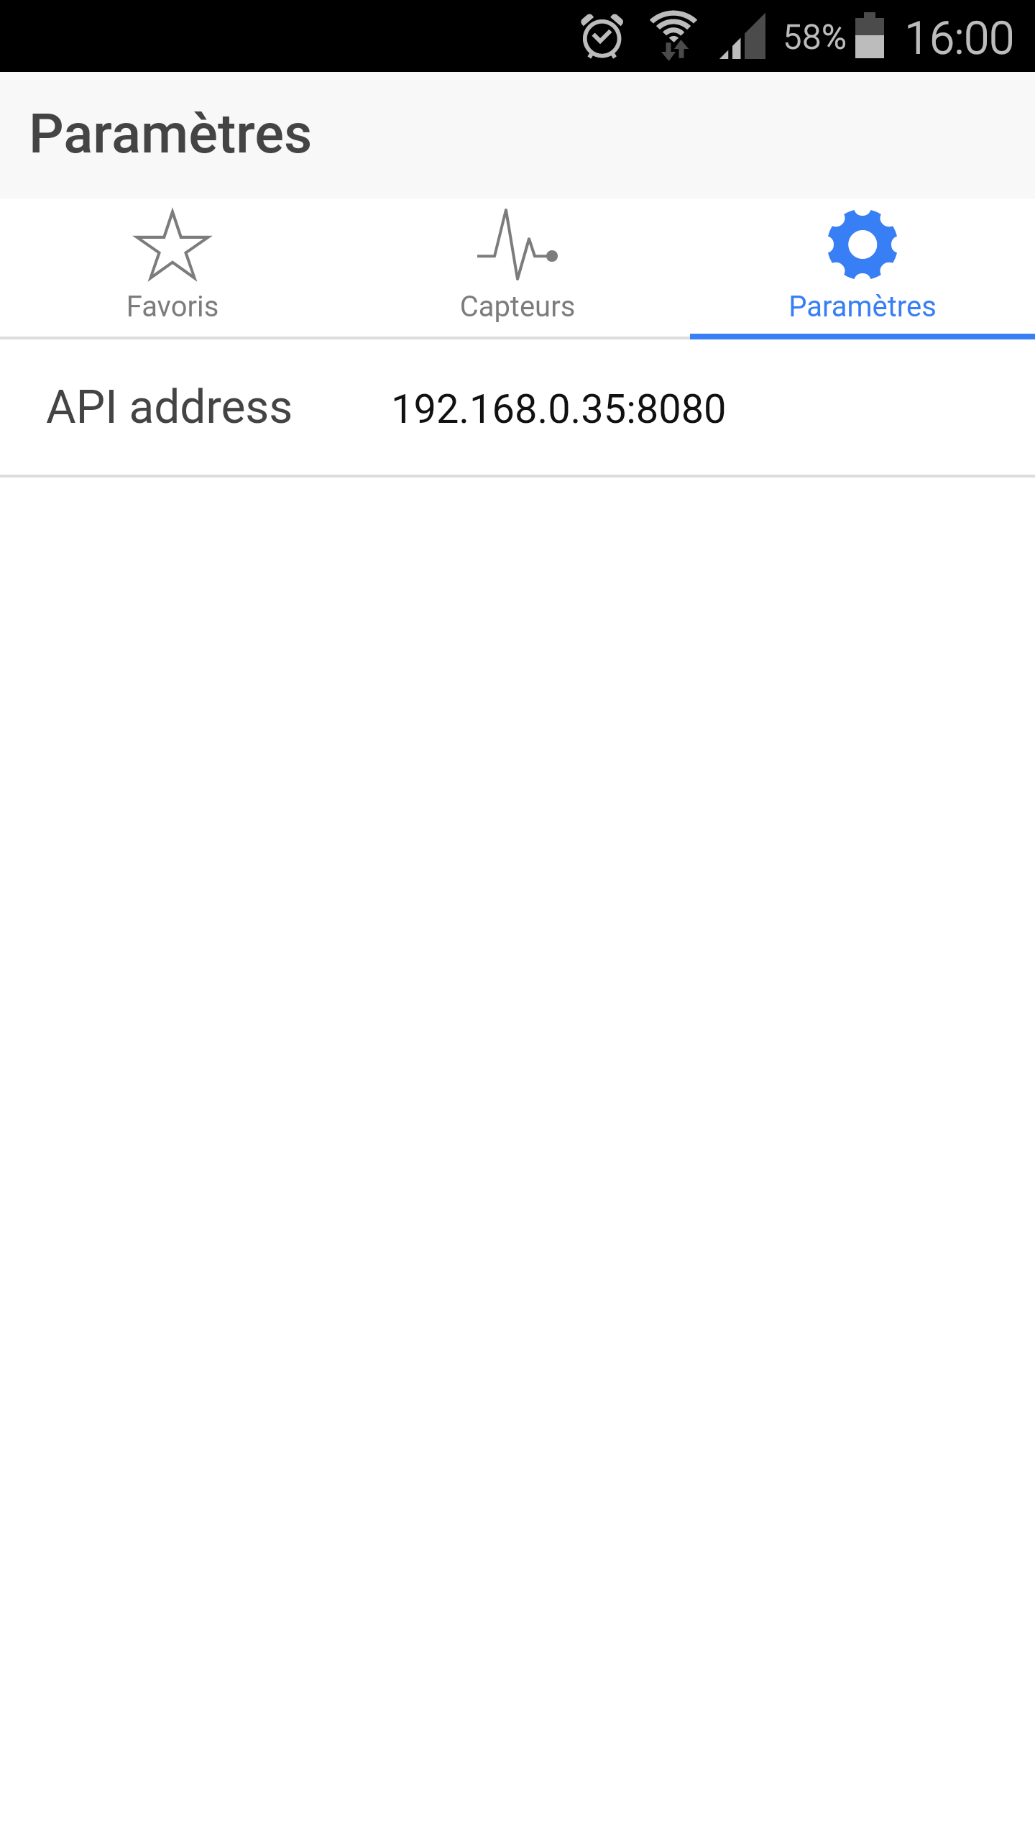 58% 16:00
Paramètres
Favoris Capteurs Paramètres
API address 192.168.0.35:8080